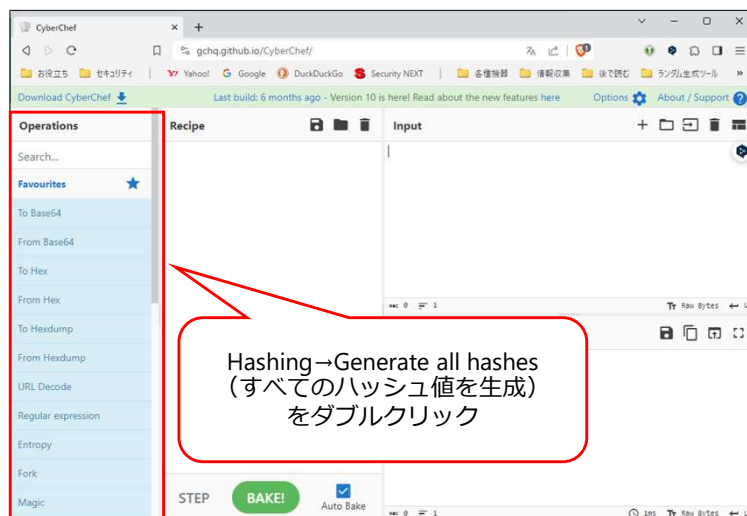 CyberChef × +
gchq.github.io/CyberChef/
お役立ち セキュリティ Yahoo! Google DuckDuckGo Security NEXT 各種機器 情報収集 後で読む ランダム生成ツール »
Download CyberChef Last build: 6 months ago - Version 10 is here! Read about the new features here Options About / Support
Operations Recipe Input
Search...
Favourites
To Base64
From Base64
To Hex
From Hex
To Hexdump
From Hexdump
URL Decode
Regular expression
Entropy
Fork
Magic
0 1 Raw Bytes
Hashing→Generate all hashes
（すべてのハッシュ値を生成）
をダブルクリック
STEP BAKE! Auto Bake
0 1 1ms Raw Bytes